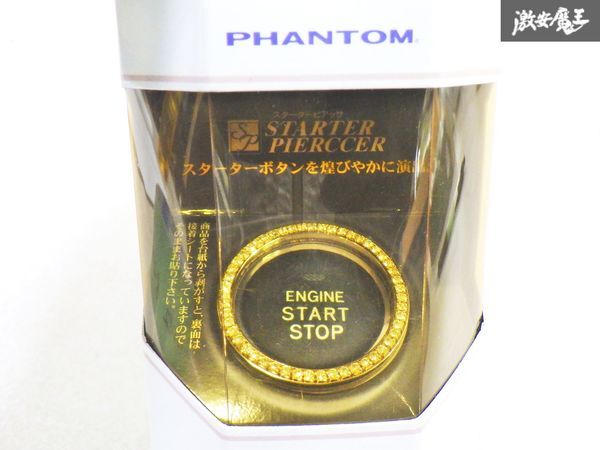 激安魔王
PHANTOM
スターターピアッサ
SP
STARTER
PIERCCER
スターターボタンを煌びやかに演
商品を台紙から剥がすと、裏面は
接着シートになっていますので
そのままお貼り下さい。
ENGINE
START
STOP